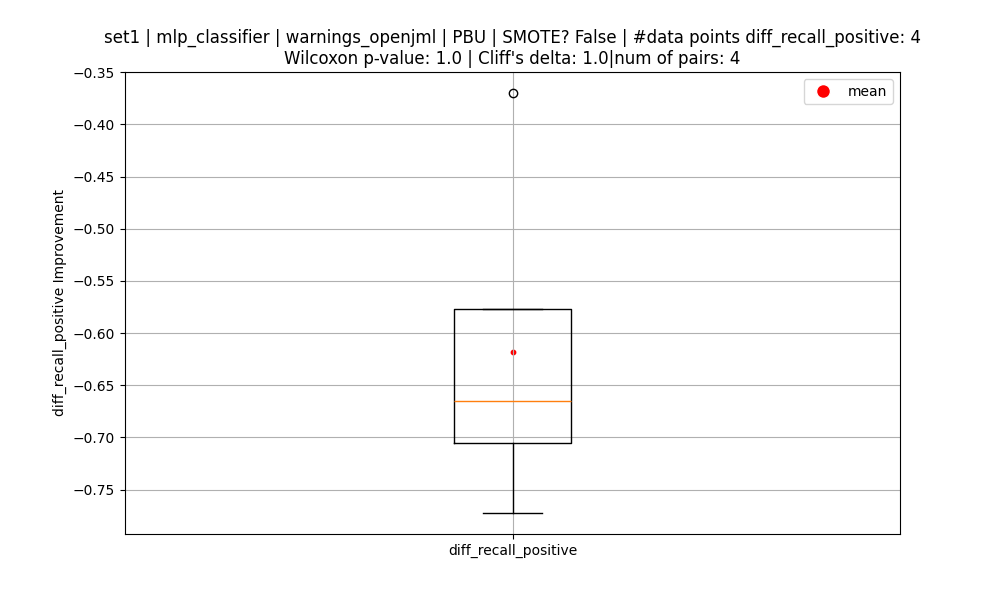 set1 | mlp_classifier | warnings_openjml | PBU | SMOTE? False | #data points diff_recall_positive: 4
Wilcoxon p-value: 1.0 | Cliff's delta: 1.0|num of pairs: 4
mean
−0.35
−0.40
−0.45
−0.50
−0.55
−0.60
−0.65
−0.70
−0.75
diff_recall_positive Improvement
diff_recall_positive